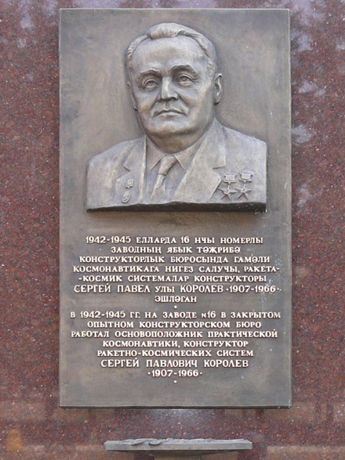 1942-1945 ЕЛЛАРДА 16 НЧЫ НОМЕРЛЫ
ЗАВОДНЫҢ ЯБЫК ТӘҖРИБӘ
КОНСТРУКТОРЛЫК БЮРОСЫНДА ГАМӘЛИ
КОСМОНАВТИКАГА НИГЕЗ САЛУЧЫ, РАКЕТА-
КОСМИК СИСТЕМАЛАР КОНСТРУКТОРЫ,
СЕРГЕЙ ПАВЕЛ УЛЫ КОРОЛЕВ •1907-1966•
ЭШЛӘГӘН
В 1942-1945 ГГ. НА ЗАВОДЕ №16 В ЗАКРЫТОМ
ОПЫТНОМ КОНСТРУКТОРСКОМ БЮРО
РАБОТАЛ ОСНОВОПОЛОЖНИК ПРАКТИЧЕСКОЙ
КОСМОНАВТИКИ, КОНСТРУКТОР
РАКЕТНО-КОСМИЧЕСКИХ СИСТЕМ
СЕРГЕЙ ПАВЛОВИЧ КОРОЛЕВ
•1907-1966•